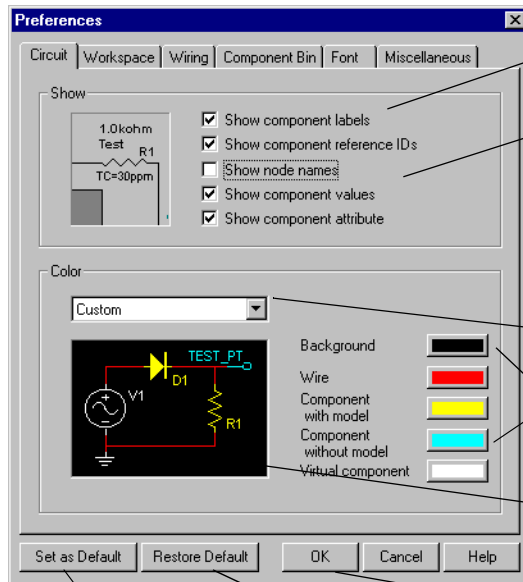 Preferences
Circuit Workspace Wiring Component Bin Font Miscellaneous
Show
1.0kohm
Test
R1
TC=30ppm
Show component labels
Show component reference IDs
Show node names
Show component values
Show component attribute
Color
Custom
TEST_PT
D1
V1
R1
Background
Wire
Component
with model
Component
without model
Virtual component
Set as Default Restore Default OK Cancel Help